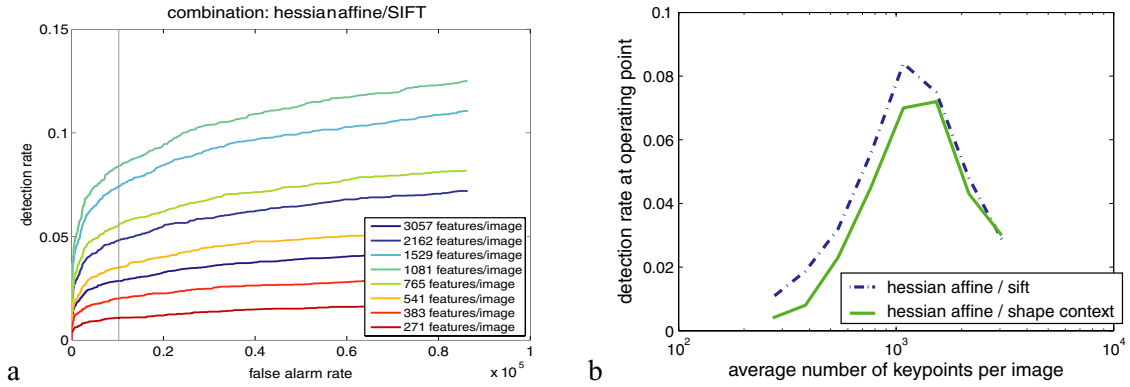 combination: hessianaffine/SIFT
0.15
0.1
0.05
0
detection rate
3057 features/image
2162 features/image
1529 features/image
1081 features/image
765 features/image
541 features/image
383 features/image
271 features/image
0 0.2 0.4 0.6 0.8 1
x 10^5
false alarm rate
a
0.1
0.08
0.06
0.04
0.02
0
detection rate at operating point
hessian affine / sift
hessian affine / shape context
10^2 10^3 10^4
average number of keypoints per image
b